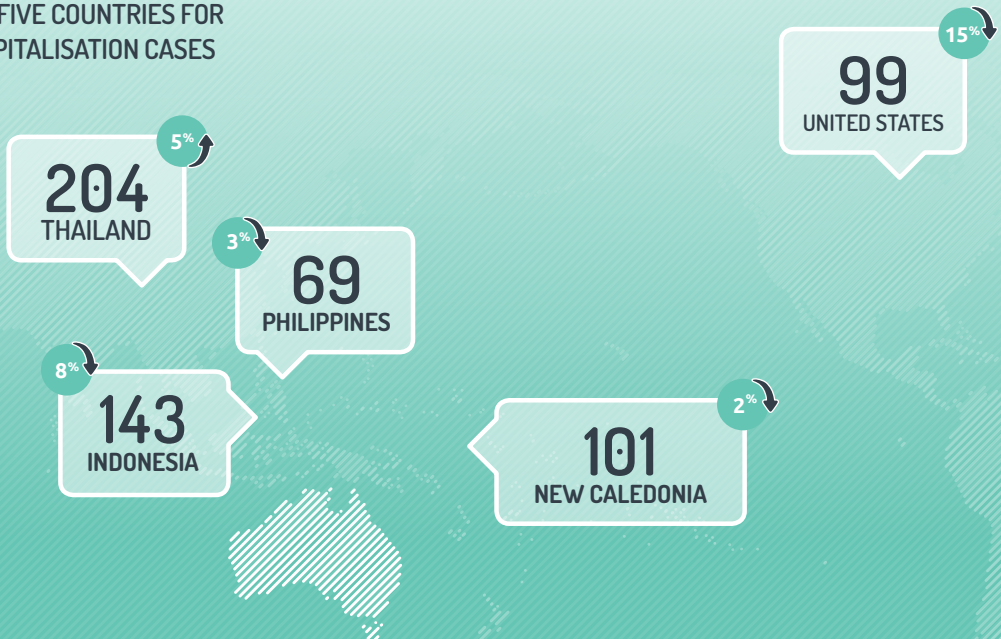 FIVE COUNTRIES FOR
PITALISATION CASES
15%
99
UNITED STATES
5%
204
THAILAND
3%
69
PHILIPPINES
8%
143
INDONESIA
2%
101
NEW CALEDONIA